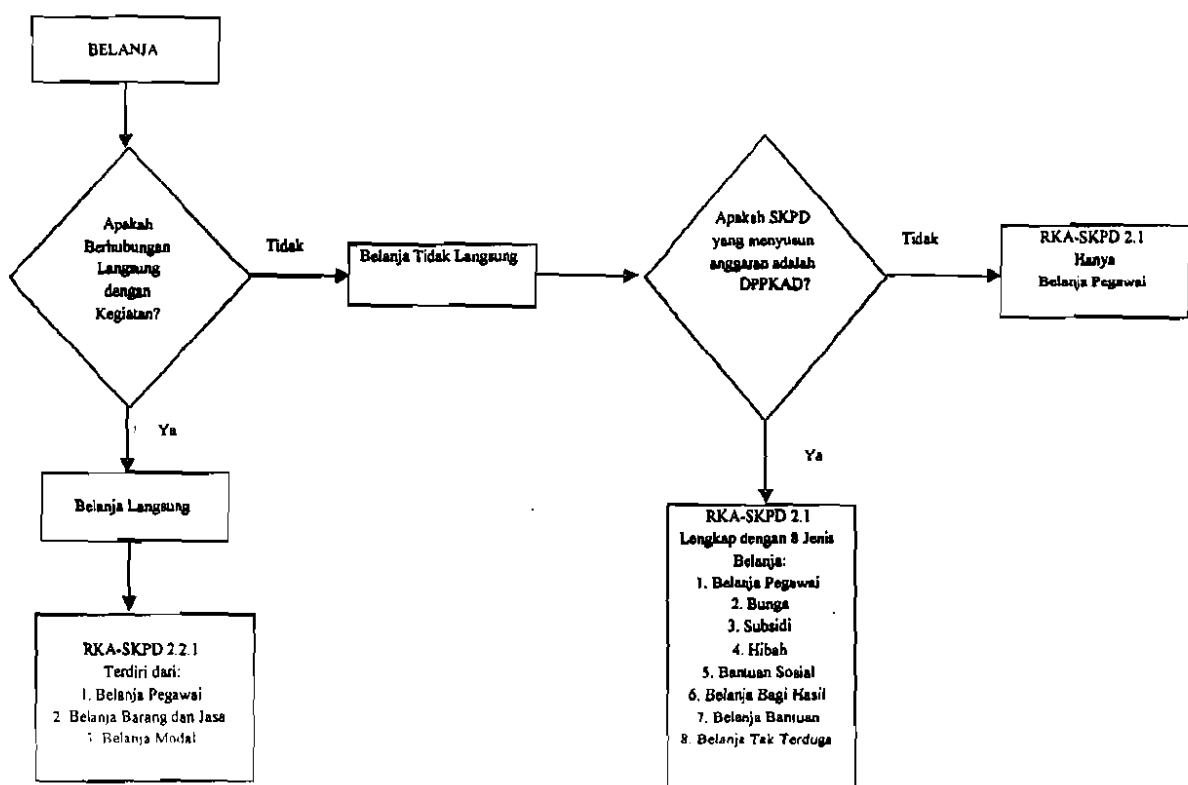 BELANJA
Apakah
Berhubungan
Langsung
dengan
Kegiatan?
Tidak
Belanja Tidak Langsung
Apakah SKPD
yang menyusun
anggaran adalah
DPPKAD?
Tidak
RKA-SKPD 2.1
Hanya
Belanja Pegawai
Ya
Belanja Langsung
RKA-SKPD 2.2.1
Terdiri dari:
1. Belanja Pegawai
2. Belanja Barang dan Jasa
3. Belanja Modal
Ya
RKA-SKPD 2.1
Lengkap dengan 8 Jenis
Belanja:
1. Belanja Pegawai
2. Bunga
3. Subsidi
4. Hibah
5. Bantuan Sosial
6. Belanja Bagi Hasil
7. Belanja Bantuan
8. Belanja Tak Terduga